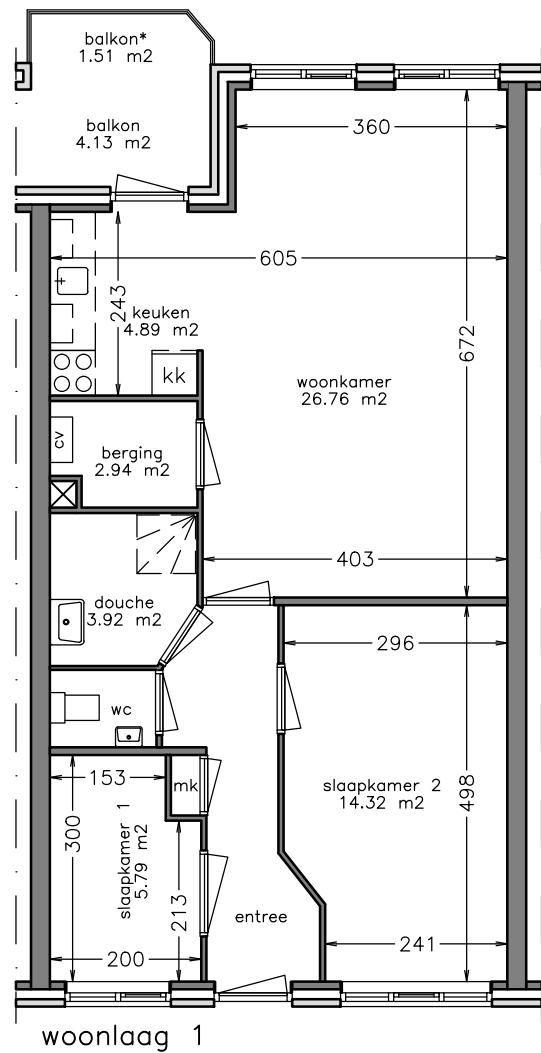 balkon*
1.51 m2
balkon
4.13 m2
360
605
243
keuken
4.89 m2
672
kk
woonkamer
26.76 m2
cv
berging
2.94 m2
403
douche
3.92 m2
296
wc
153
mk
slaapkamer 2
14.32 m2
498
300
slaapkamer 1
5.79 m2
213
entree
241
200
woonlaag 1